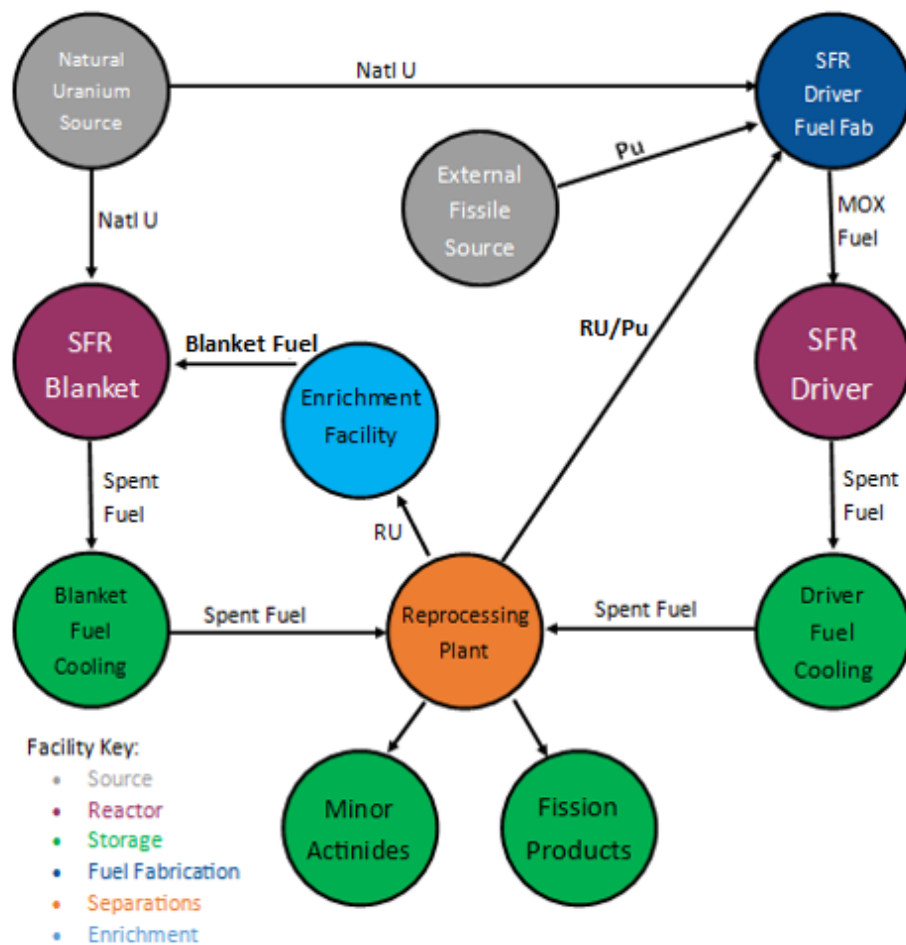 Natural
Uranium
Source
Natl U
SFR
Driver
Fuel Fab
Pu
External
Fissile
Source
Natl U
MOX
Fuel
SFR
Blanket
Blanket Fuel
Enrichment
Facility
RU/Pu
SFR
Driver
Spent
Fuel
RU
Spent
Fuel
Blanket
Fuel
Cooling
Spent Fuel
Reprocessing
Plant
Spent Fuel
Driver
Fuel
Cooling
Minor
Actinides
Fission
Products
Facility Key:
• Source
• Reactor
• Storage
• Fuel Fabrication
• Separations
• Enrichment